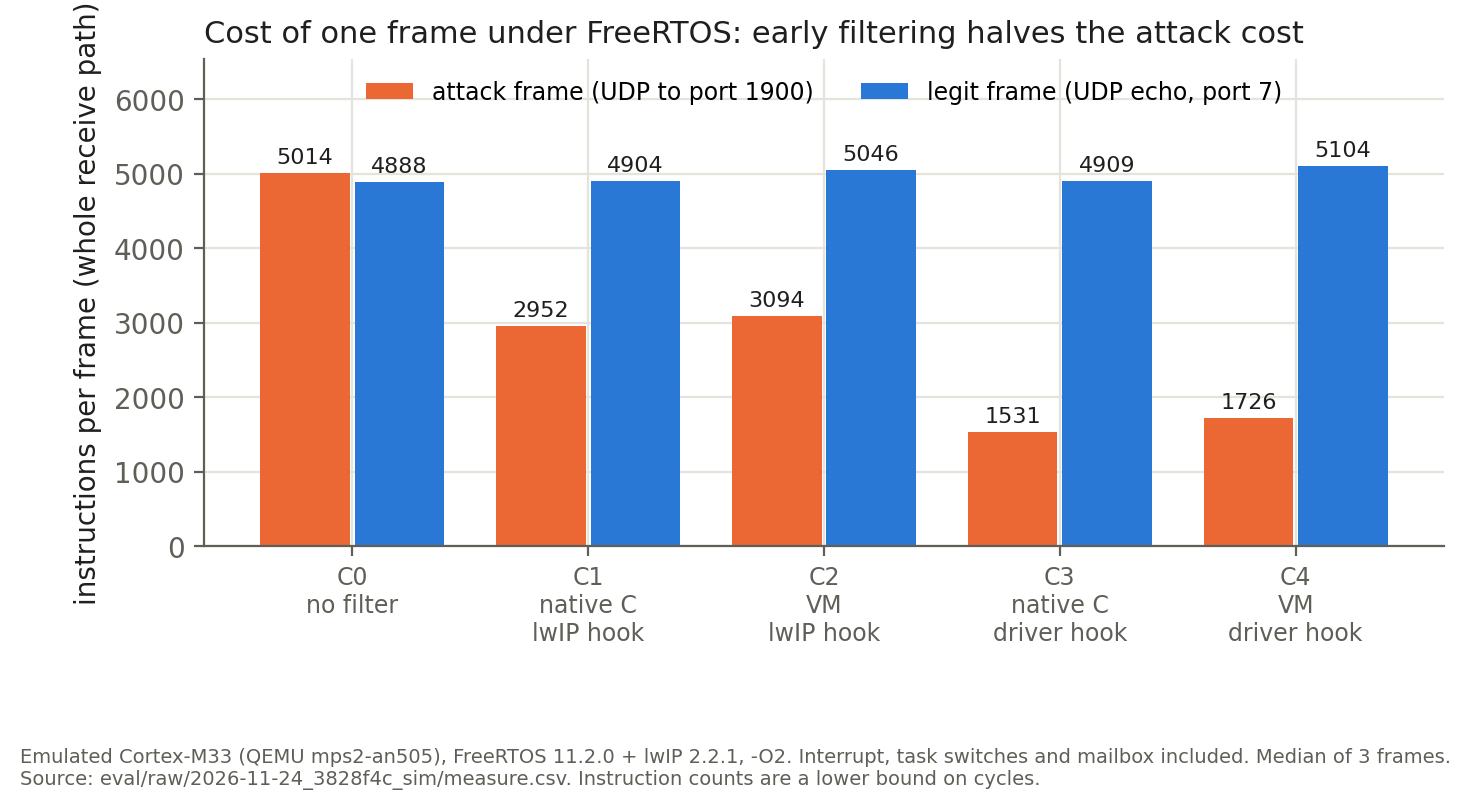 Cost of one frame under FreeRTOS: early filtering halves the attack cost
instructions per frame (whole receive path)
attack frame (UDP to port 1900)
legit frame (UDP echo, port 7)
6000
5000
4000
3000
2000
1000
0
5014
4888
2952
4904
3094
5046
1531
4909
1726
5104
C0
no filter
C1
native C
lwIP hook
C2
VM
lwIP hook
C3
native C
driver hook
C4
VM
driver hook
Emulated Cortex-M33 (QEMU mps2-an505), FreeRTOS 11.2.0 + lwIP 2.2.1, -O2. Interrupt, task switches and mailbox included. Median of 3 frames.
Source: eval/raw/2026-11-24_3828f4c_sim/measure.csv. Instruction counts are a lower bound on cycles.